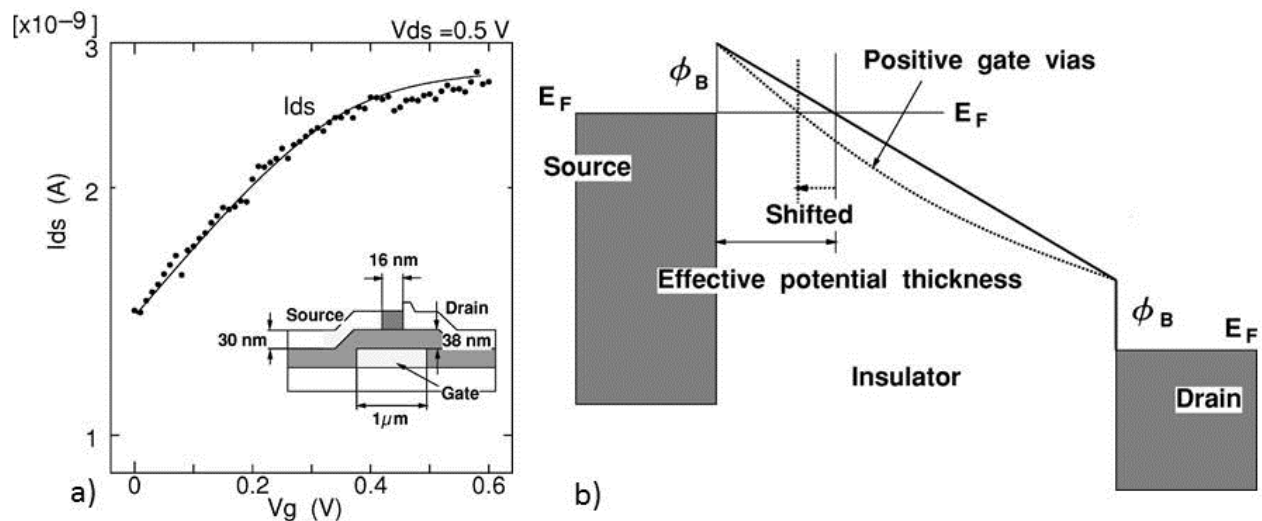 [x10−9]
Vds =0.5 V
3
2
1
Ids (A)
Ids
16 nm
Source
Drain
30 nm
38 nm
Gate
1μm
0
0.2
0.4
0.6
Vg (V)
a)
ϕB
Positive gate vias
EF
EF
Source
Shifted
Effective potential thickness
ϕB
EF
Insulator
Drain
b)